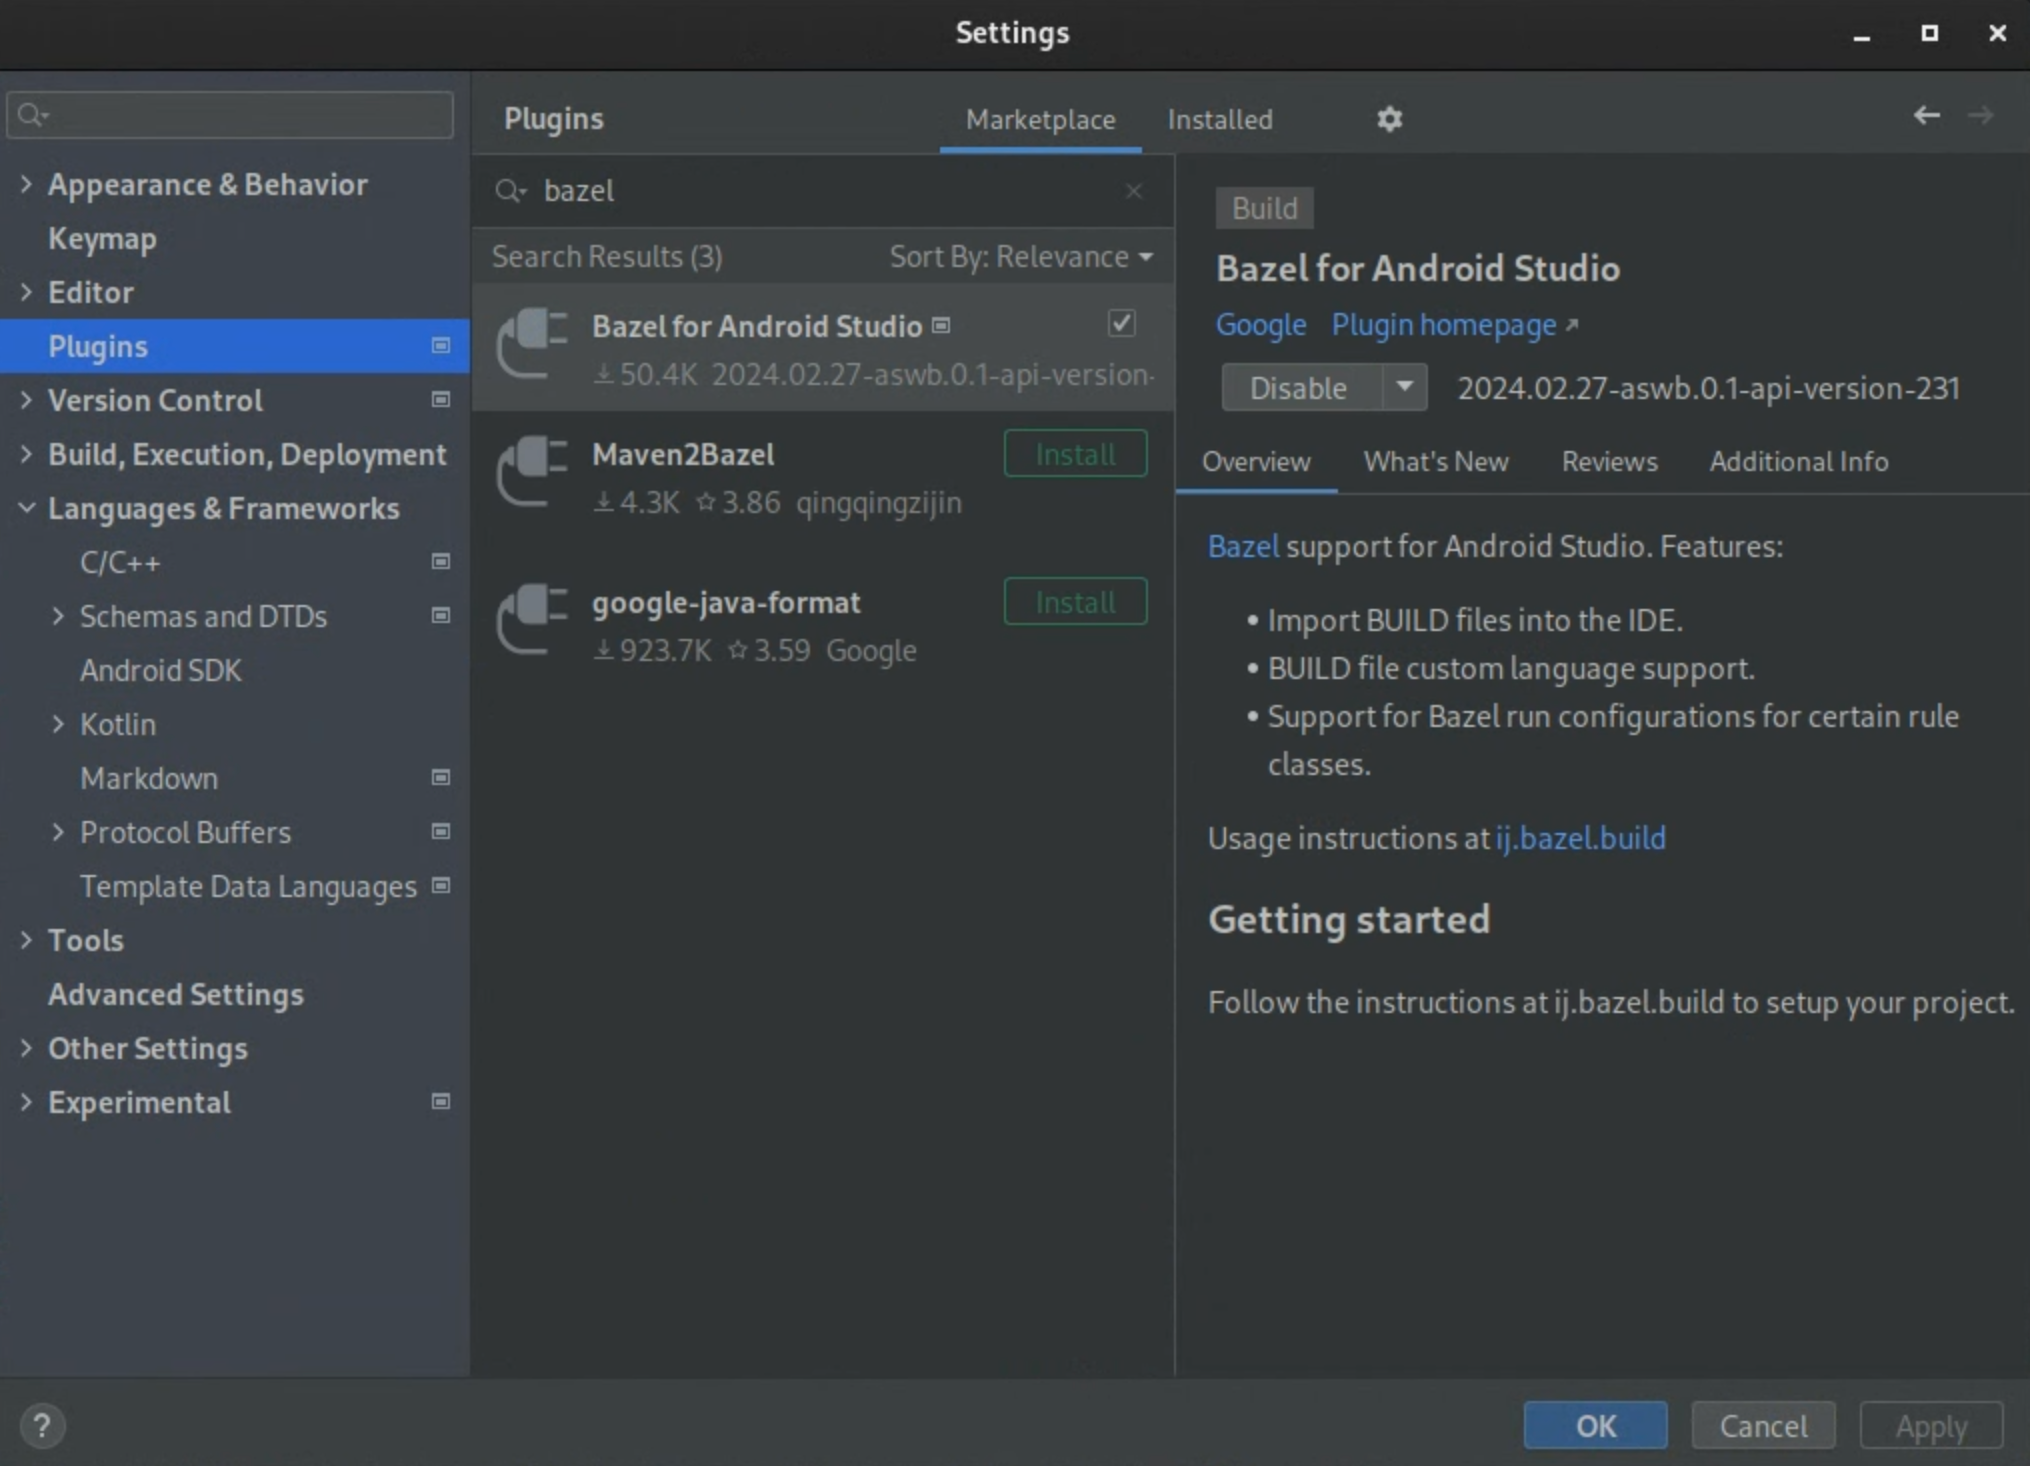 Settings
Plugins
Marketplace
Installed
Appearance & Behavior
Keymap
Editor
Plugins
Version Control
Build, Execution, Deployment
Languages & Frameworks
C/C++
Schemas and DTDs
Android SDK
Kotlin
Markdown
Protocol Buffers
Template Data Languages
Tools
Advanced Settings
Other Settings
Experimental
bazel
Search Results (3)
Sort By: Relevance
Bazel for Android Studio
50.4K 2024.02.27-aswb.0.1-api-version-
Maven2Bazel
Install
4.3K 3.86 qingqingzijin
google-java-format
Install
923.7K 3.59 Google
Build
Bazel for Android Studio
Google Plugin homepage
Disable
2024.02.27-aswb.0.1-api-version-231
Overview
What's New
Reviews
Additional Info
Bazel support for Android Studio. Features:
• Import BUILD files into the IDE.
• BUILD file custom language support.
• Support for Bazel run configurations for certain rule
classes.
Usage instructions at ij.bazel.build
Getting started
Follow the instructions at ij.bazel.build to setup your project.
?
OK
Cancel
Apply